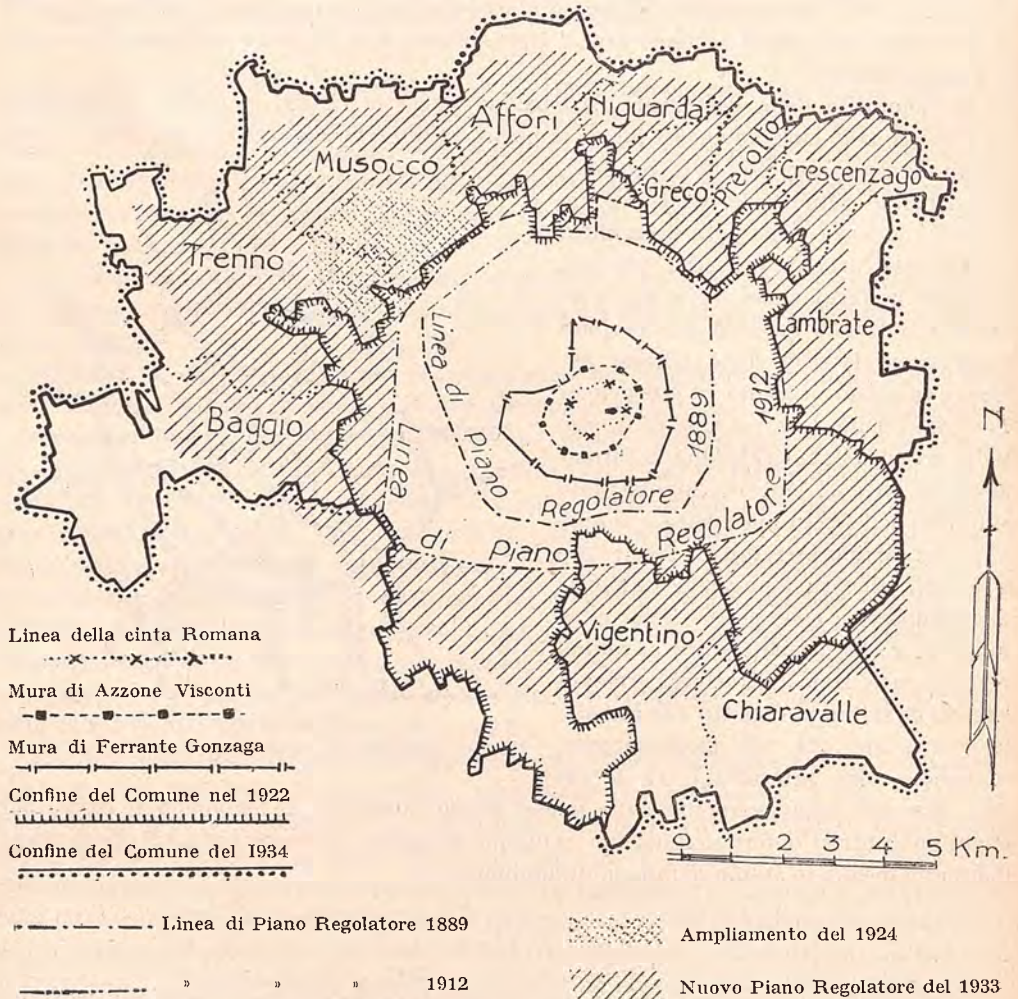 Affori
Niguarda
Musocco
Precotto
Greco
Crescenzago
Trenno
Lambrate
Linea di Piano Regolatore 1889
Linea di Piano Regolatore 1912
Baggio
N
Vigentino
Chiaravalle
Linea della cinta Romana
Mura di Azzone Visconti
Mura di Ferrante Gonzaga
Confine del Comune nel 1922
Confine del Comune del I934
0 1 2 3 4 5 Km.
Linea di Piano Regolatore 1889
Ampliamento del 1924
» » » 1912
Nuovo Piano Regolatore del 1933